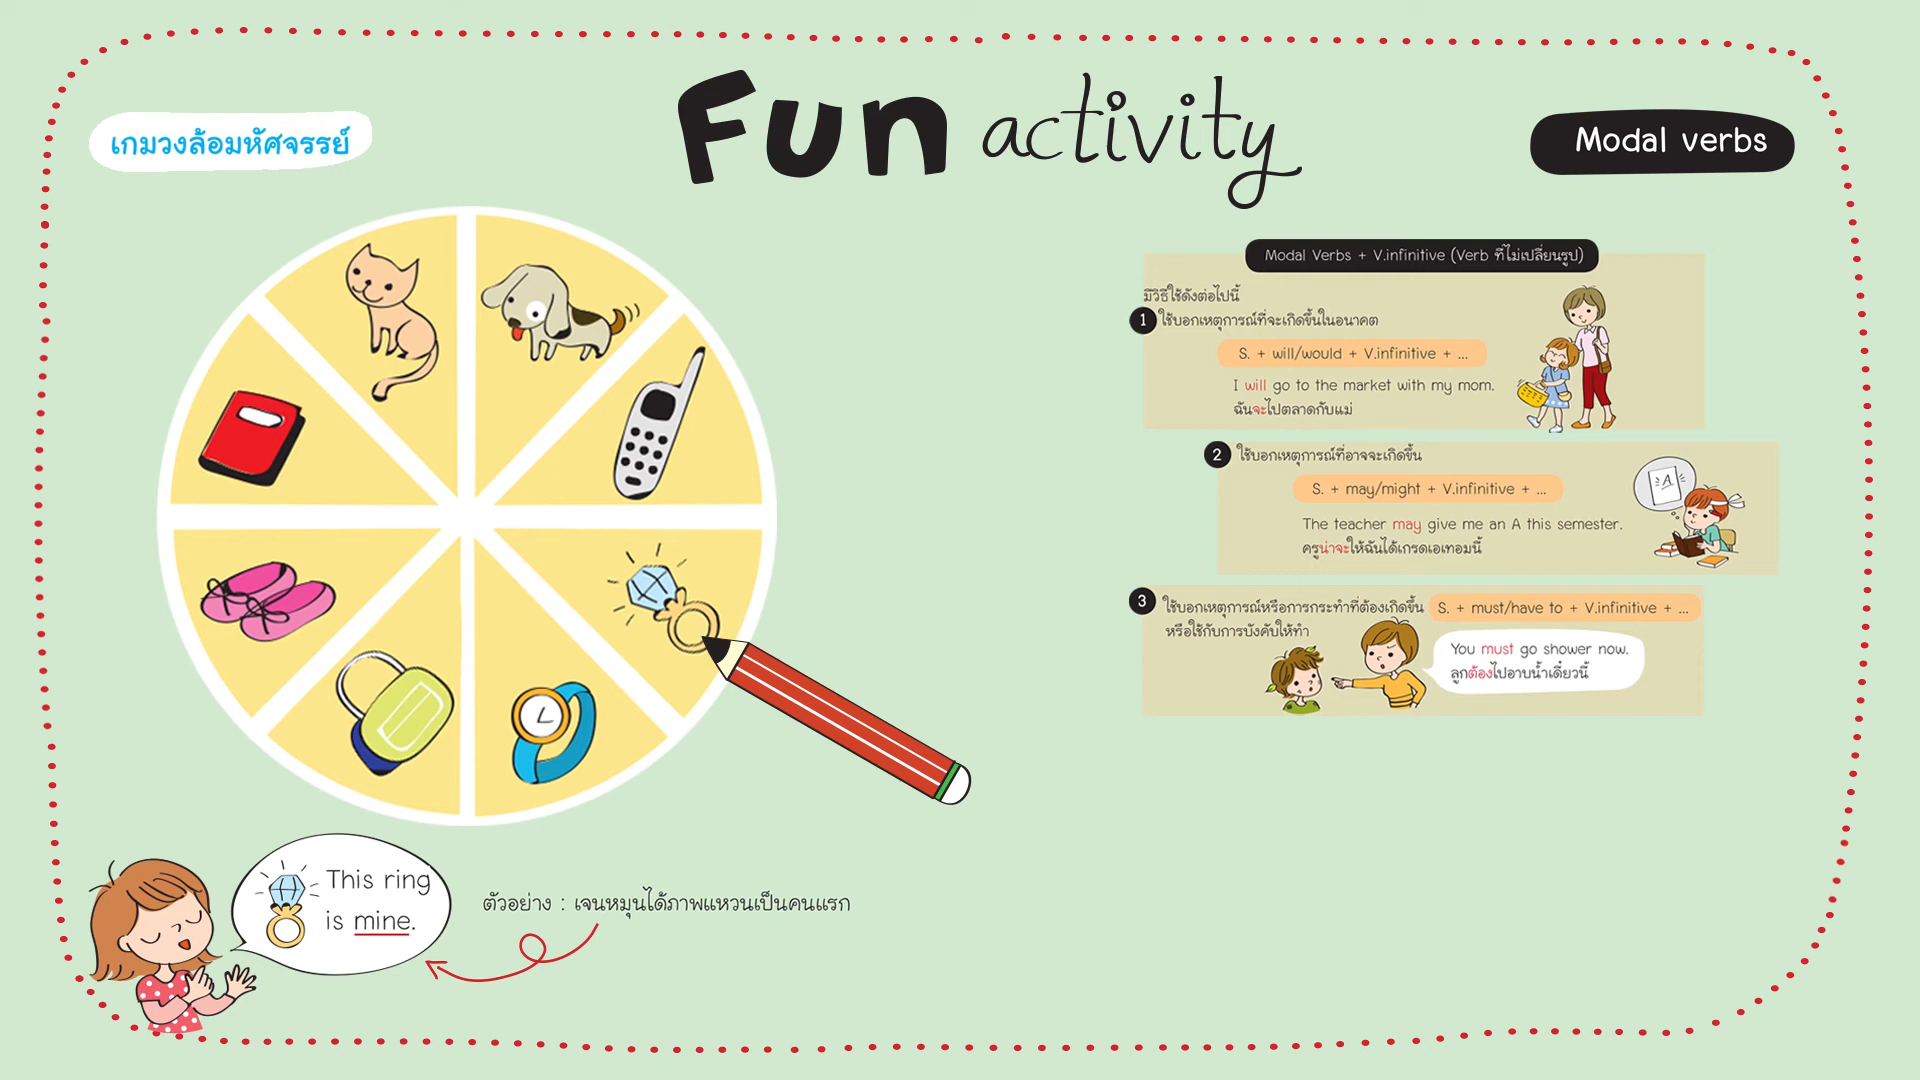 Fun activity
เกมวงล้อมหัศจรรย์
Modal verbs
Modal Verbs + V.infinitive (Verb ที่ไม่เปลี่ยนรูป)
มีวิธีใช้ดังต่อไปนี้
1 ใช้บอกเหตุการณ์ที่จะเกิดขึ้นในอนาคต
S. + will/would + V.infinitive + ...
I will go to the market with my mom.
ฉันจะไปตลาดกับแม่
2 ใช้บอกเหตุการณ์ที่อาจจะเกิดขึ้น
S. + may/might + V.infinitive + ...
The teacher may give me an A this semester.
ครูน่าจะให้ฉันได้เกรดเอเทอมนี้
A
3 ใช้บอกเหตุการณ์หรือการกระทำที่ต้องเกิดขึ้น
หรือใช้กับการบังคับให้ทำ
S. + must/have to + V.infinitive + ...
You must go shower now.
ลูกต้องไปอาบน้ำเดี๋ยวนี้
This ring
is mine.
ตัวอย่าง : เจนหมุนได้ภาพแหวนเป็นคนแรก